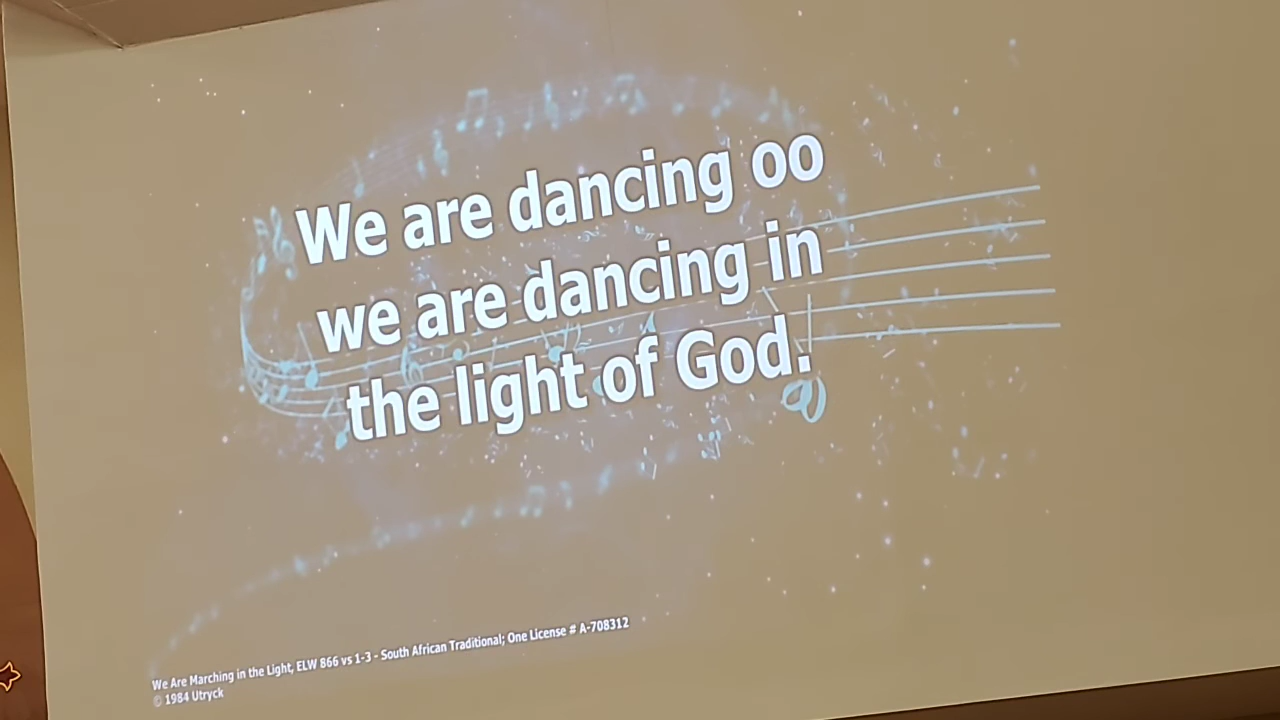 We are dancing oo
we are dancing in
the light of God.
We Are Marching in the Light, ELW 866 vs 1-3 - South African Traditional; One License # A-708312
© 1984 Utryck